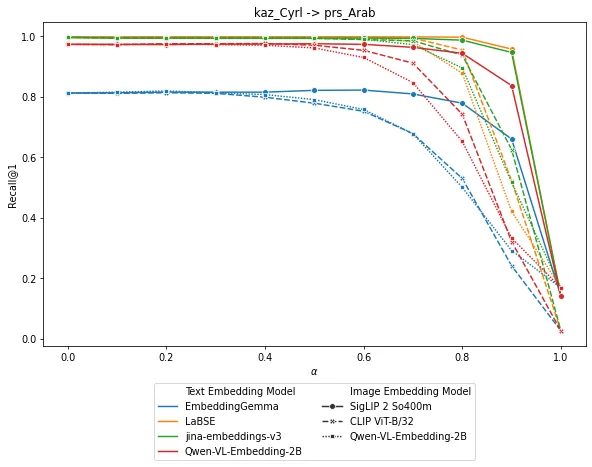 kaz_Cyrl -> prs_Arab
Recall@1
1.0
0.8
0.6
0.4
0.2
0.0
0.0 0.2 0.4 0.6 0.8 1.0
α
Text Embedding Model
EmbeddingGemma
LaBSE
jina-embeddings-v3
Qwen-VL-Embedding-2B
Image Embedding Model
SigLIP 2 So400m
CLIP ViT-B/32
Qwen-VL-Embedding-2B